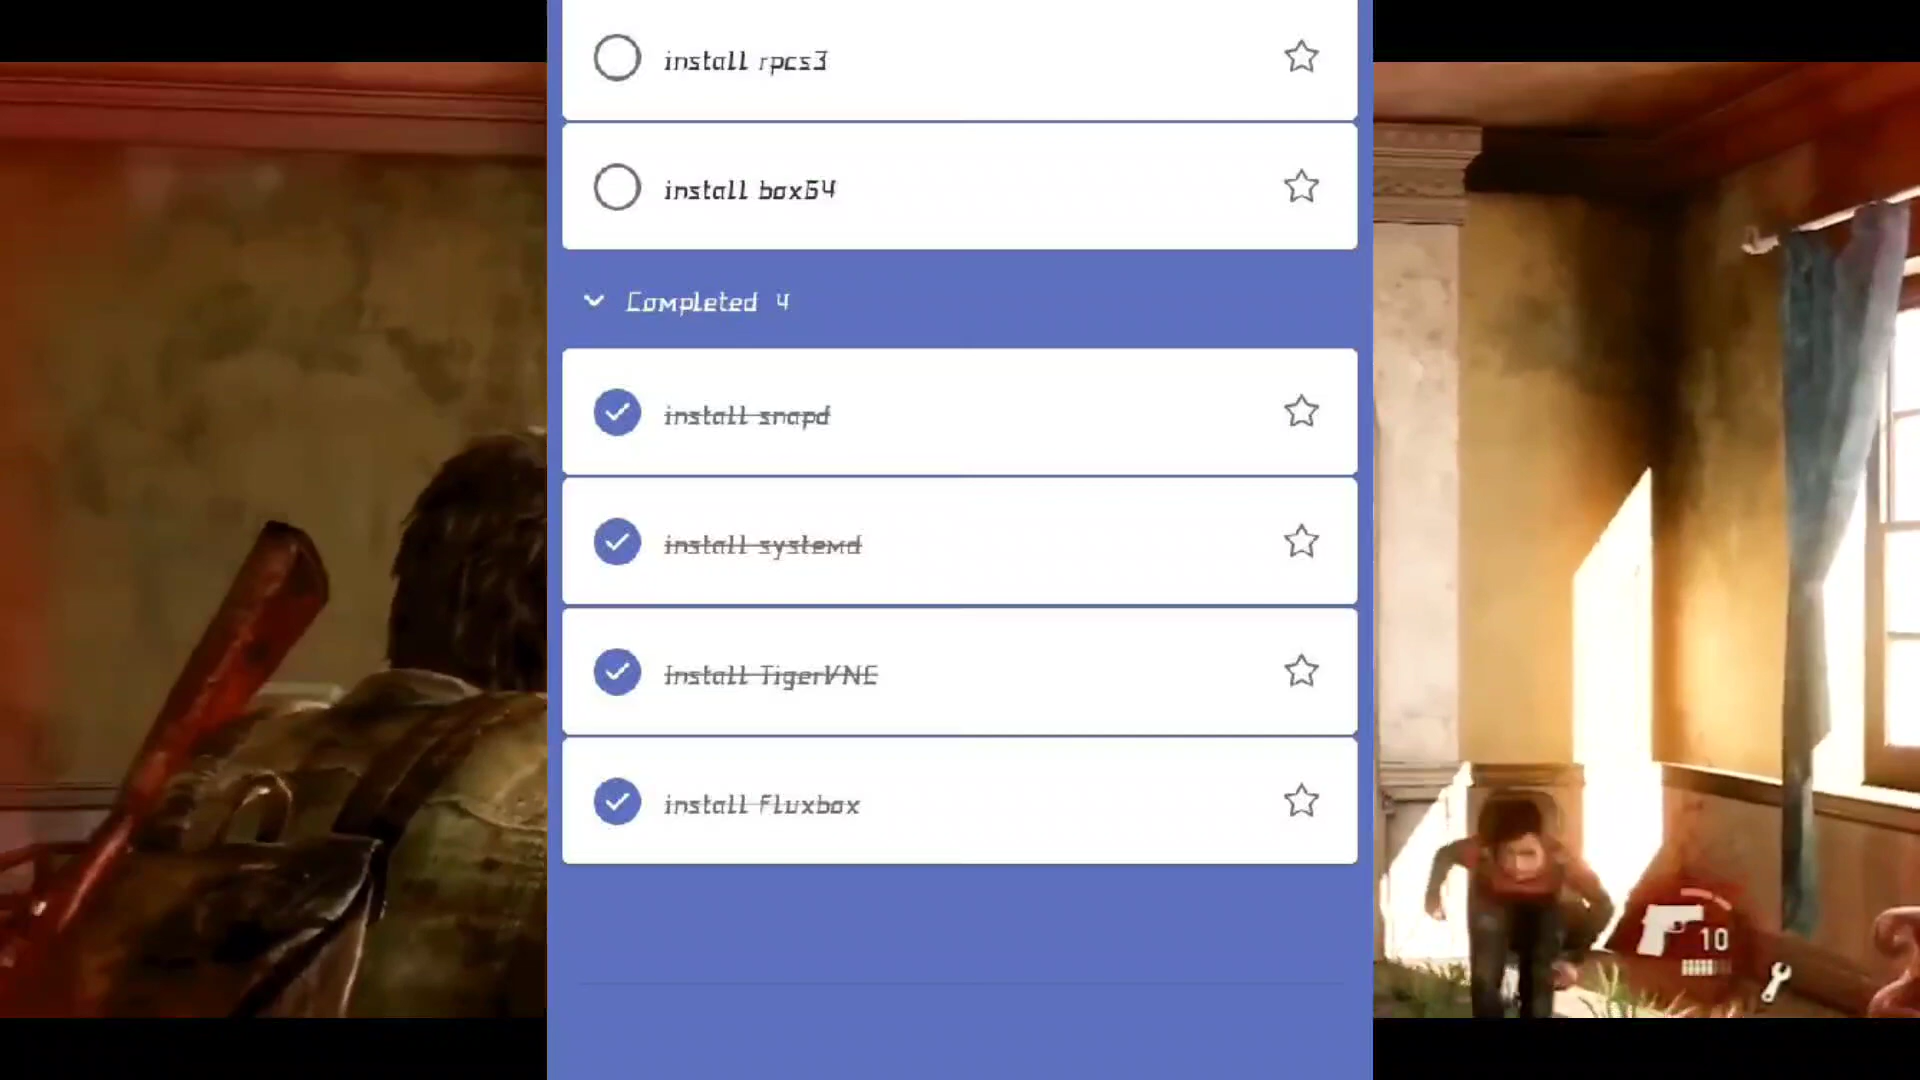 install rpcs3
install box64
Completed 4
install snapd
install systemd
Install TigerVNC
install Fluxbox
10